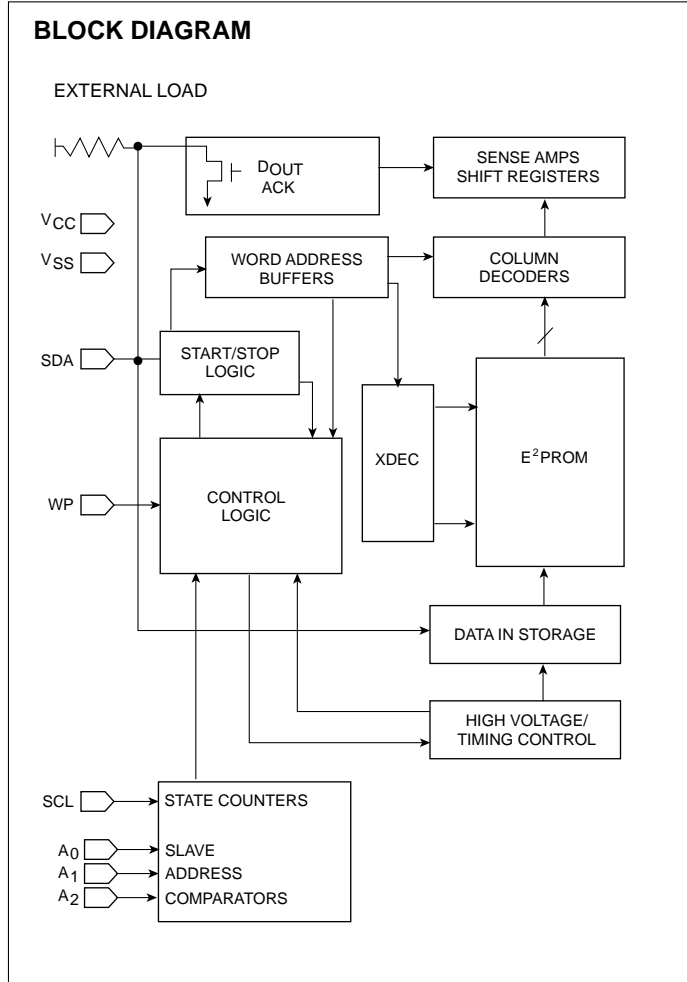 BLOCK DIAGRAM
EXTERNAL LOAD
DOUT
ACK
SENSE AMPS
SHIFT REGISTERS
VCC
VSS
WORD ADDRESS
BUFFERS
COLUMN
DECODERS
SDA
START/STOP
LOGIC
XDEC
E²PROM
WP
CONTROL
LOGIC
DATA IN STORAGE
HIGH VOLTAGE/
TIMING CONTROL
SCL
STATE COUNTERS
A0
SLAVE
A1
ADDRESS
A2
COMPARATORS